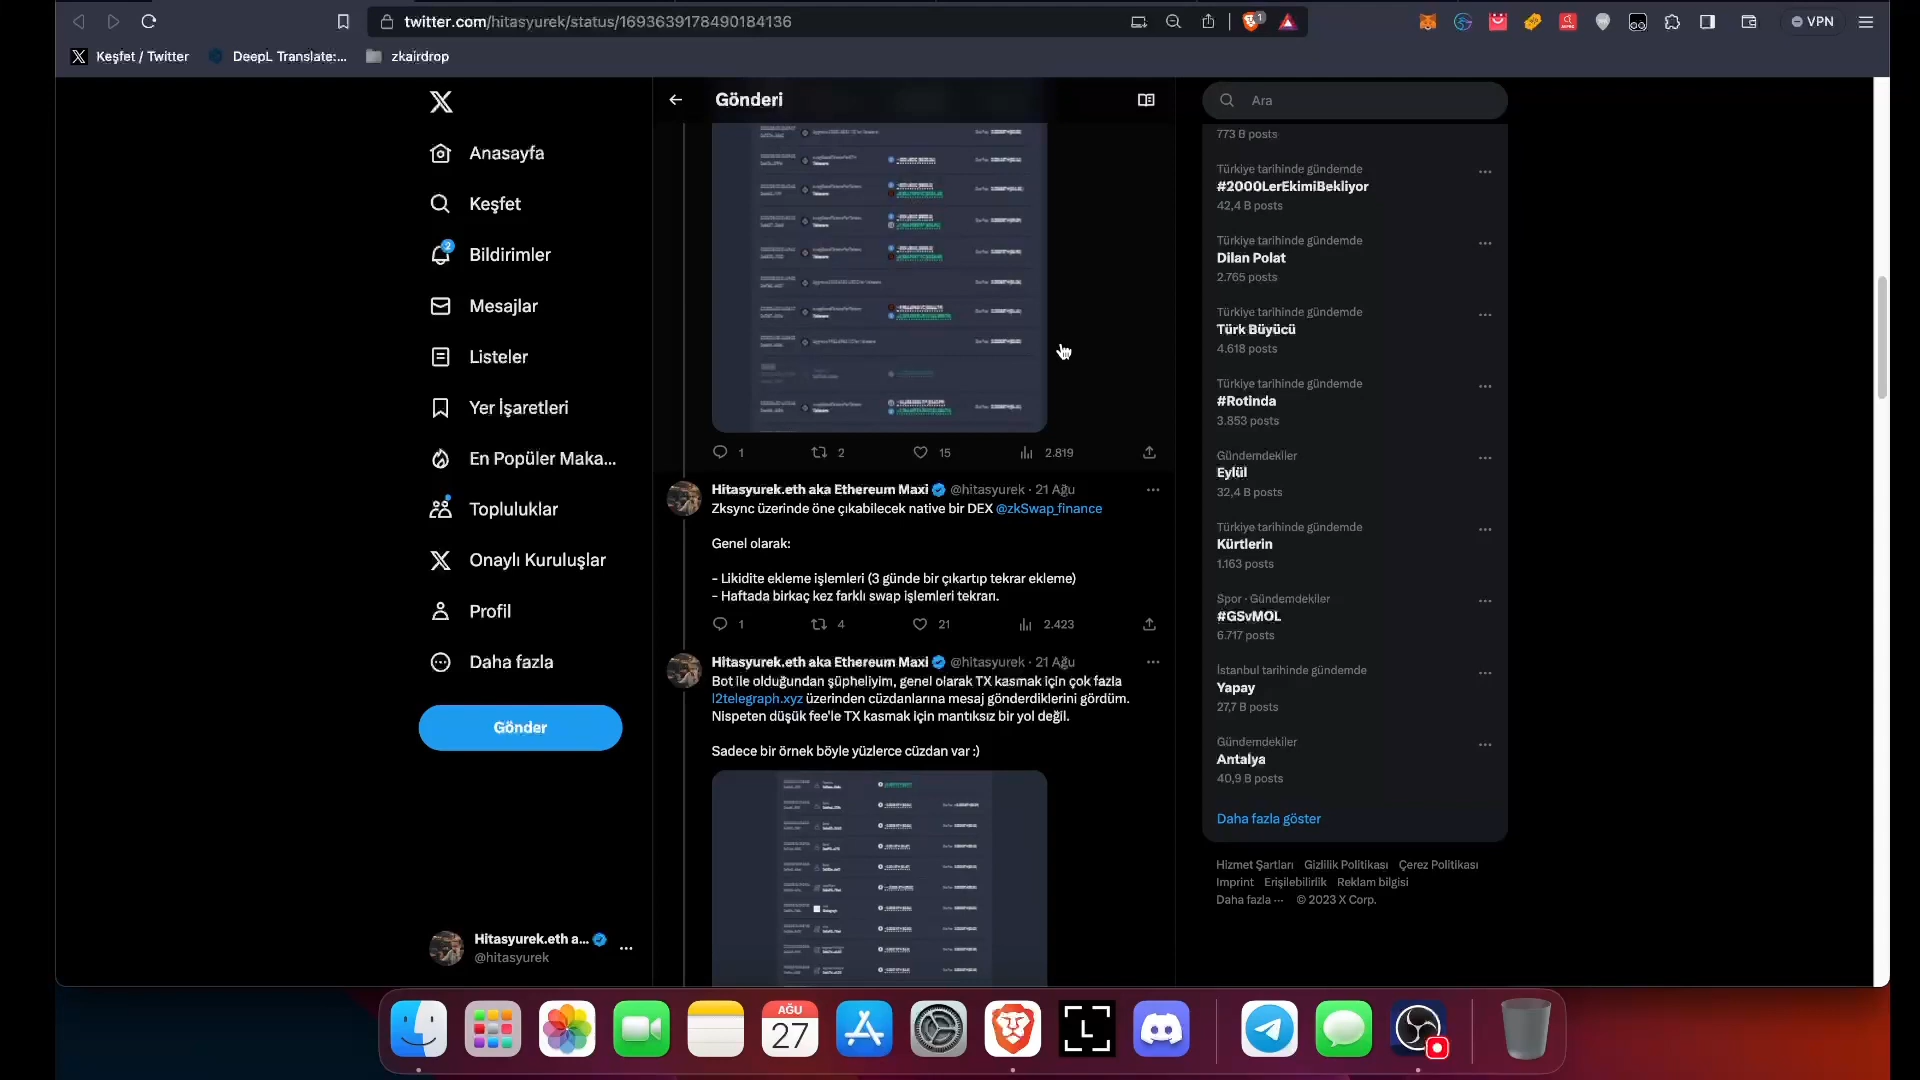 twitter.com/hitasyurek/status/1693639178490184136
1
VPN
Keşfet / Twitter
DeepL Translate:...
zkairdrop
Anasayfa
Keşfet
2
Bildirimler
Mesajlar
Listeler
Yer İşaretleri
En Popüler Maka...
Topluluklar
Onaylı Kuruluşlar
Profil
Daha fazla
Gönder
Hitasyurek.eth a...
@hitasyurek
Gönderi
1 2 15 2.819
Hitasyurek.eth aka Ethereum Maxi @hitasyurek · 21 Ağu
Zksync üzerinde öne çıkabilecek native bir DEX @zkSwap_finance
Genel olarak:
- Likidite ekleme işlemleri (3 günde bir çıkartıp tekrar ekleme)
- Haftada birkaç kez farklı swap işlemleri tekrarı.
1 4 21 2.423
Hitasyurek.eth aka Ethereum Maxi @hitasyurek · 21 Ağu
Bot ile olduğundan şüpheliyim, genel olarak TX kasmak için çok fazla
l2telegraph.xyz üzerinden cüzdanlarına mesaj gönderdiklerini gördüm.
Nispeten düşük fee'le TX kasmak için mantıksız bir yol değil.
Sadece bir örnek böyle yüzlerce cüzdan var :)
Ara
773 B posts
Türkiye tarihinde gündemde
#2000LerEkimiBekliyor
42,4 B posts
Türkiye tarihinde gündemde
Dilan Polat
2.765 posts
Türkiye tarihinde gündemde
Türk Büyücü
4.618 posts
Türkiye tarihinde gündemde
#Rotinda
3.853 posts
Gündemdekiler
Eylül
32,4 B posts
Türkiye tarihinde gündemde
Kürtlerin
1.163 posts
Spor · Gündemdekiler
#GSvMOL
6.717 posts
İstanbul tarihinde gündemde
Yapay
27,7 B posts
Gündemdekiler
Antalya
40,9 B posts
Daha fazla göster
Hizmet Şartları Gizlilik Politikası Çerez Politikası
Imprint Erişilebilirlik Reklam bilgisi
Daha fazla ··· © 2023 X Corp.
AĞU
27
L